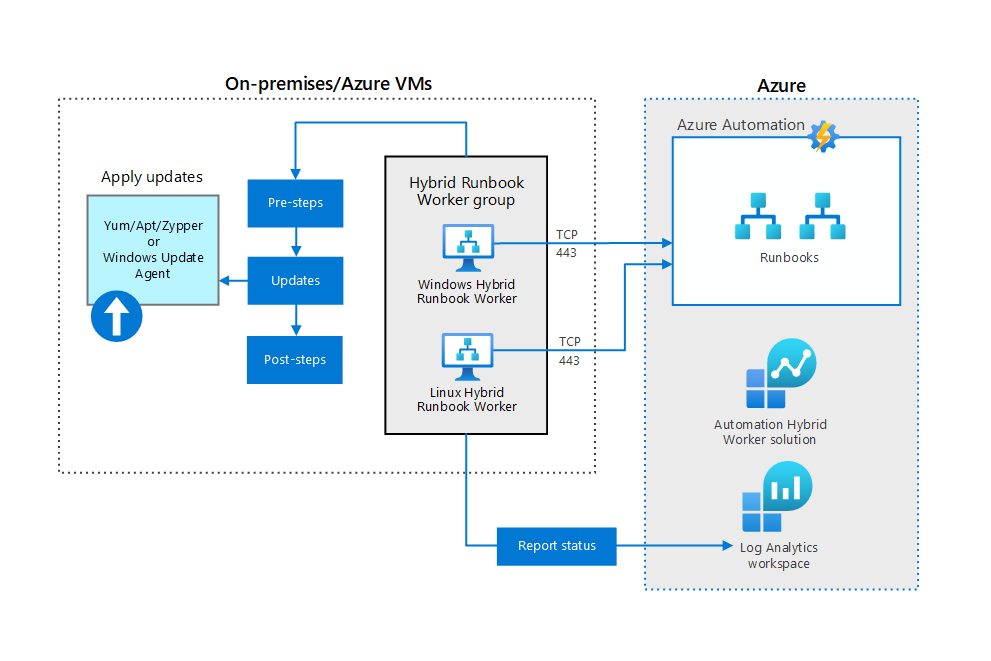 On-premises/Azure VMs
Apply updates
Yum/Apt/Zypper
or
Windows Update
Agent
Pre-steps
Updates
Post-steps
Hybrid Runbook
Worker group
Windows Hybrid
Runbook Worker
Linux Hybrid
Runbook Worker
TCP
443
TCP
443
Report status
Azure
Azure Automation
Runbooks
Automation Hybrid
Worker solution
Log Analytics
workspace